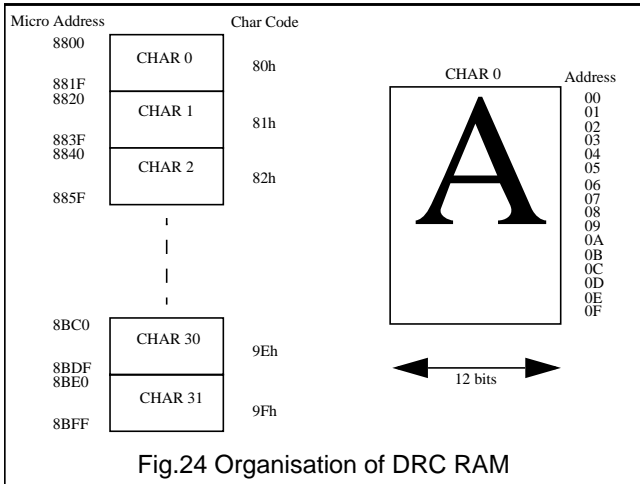 Micro Address
Char Code
8800
CHAR 0
80h
881F
8820
CHAR 1
81h
883F
8840
CHAR 2
82h
885F
8BC0
CHAR 30
9Eh
8BDF
8BE0
CHAR 31
9Fh
8BFF
CHAR 0
Address
A
00
01
02
03
04
05
06
07
08
09
0A
0B
0C
0D
0E
0F
12 bits
Fig.24 Organisation of DRC RAM